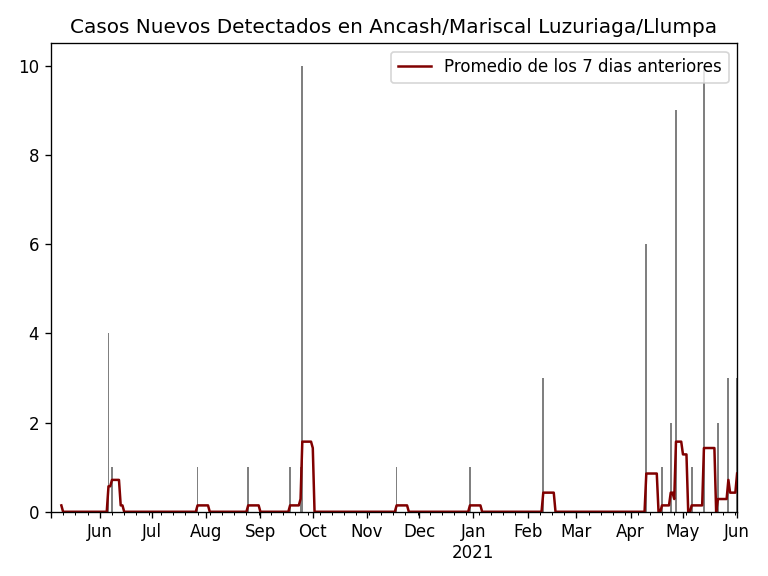 Casos Nuevos Detectados en Ancash/Mariscal Luzuriaga/Llumpa
Promedio de los 7 dias anteriores
10
8
6
4
2
0
Jun Jul Aug Sep Oct Nov Dec Jan Feb Mar Apr May Jun
2021